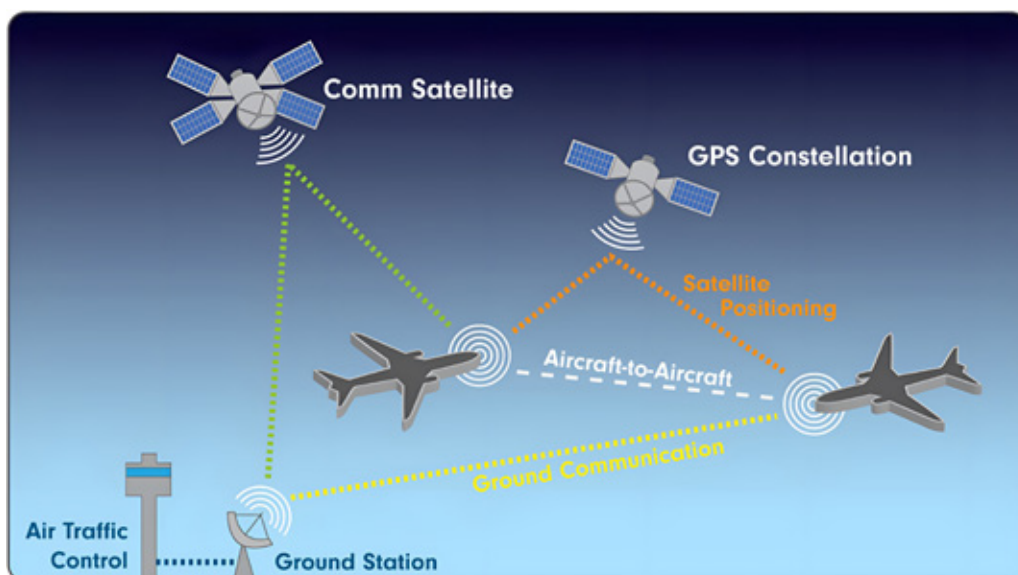 Comm Satellite
GPS Constellation
Satellite
Positioning
Aircraft-to-Aircraft
Ground Communication
Air Traffic
Control
Ground Station